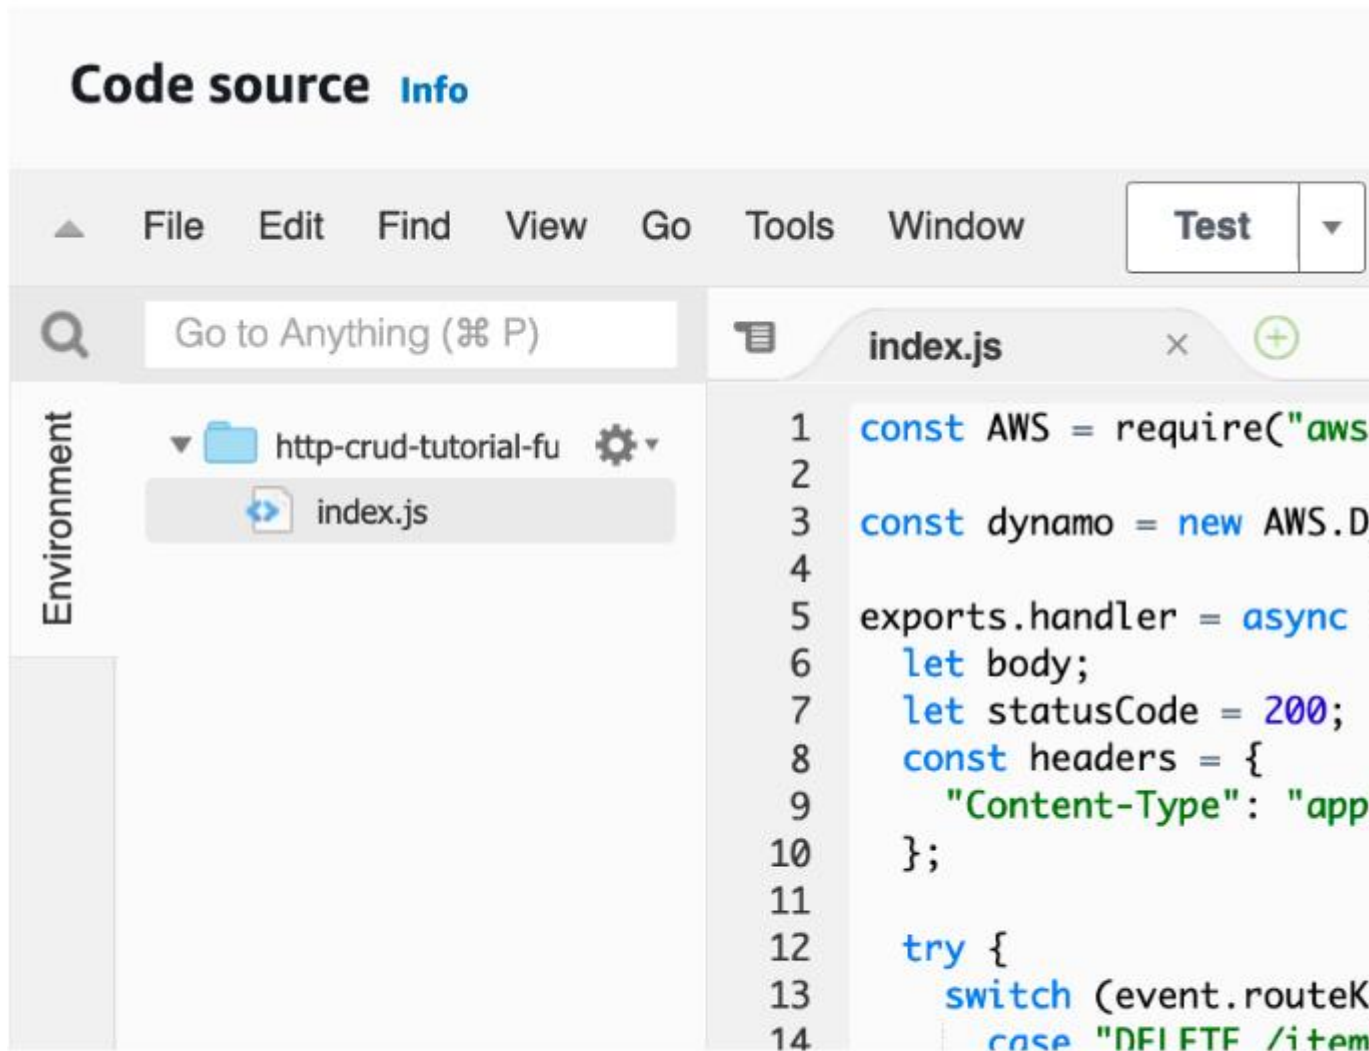 Code source Info
File Edit Find View Go Tools Window Test
Go to Anything (⌘ P)
index.js
Environment
http-crud-tutorial-fu
index.js
1 const AWS = require("aws
2
3 const dynamo = new AWS.D
4
5 exports.handler = async
6 let body;
7 let statusCode = 200;
8 const headers = {
9 "Content-Type": "app
10 };
11
12 try {
13 switch (event.routeK
14 case "DELETE /item